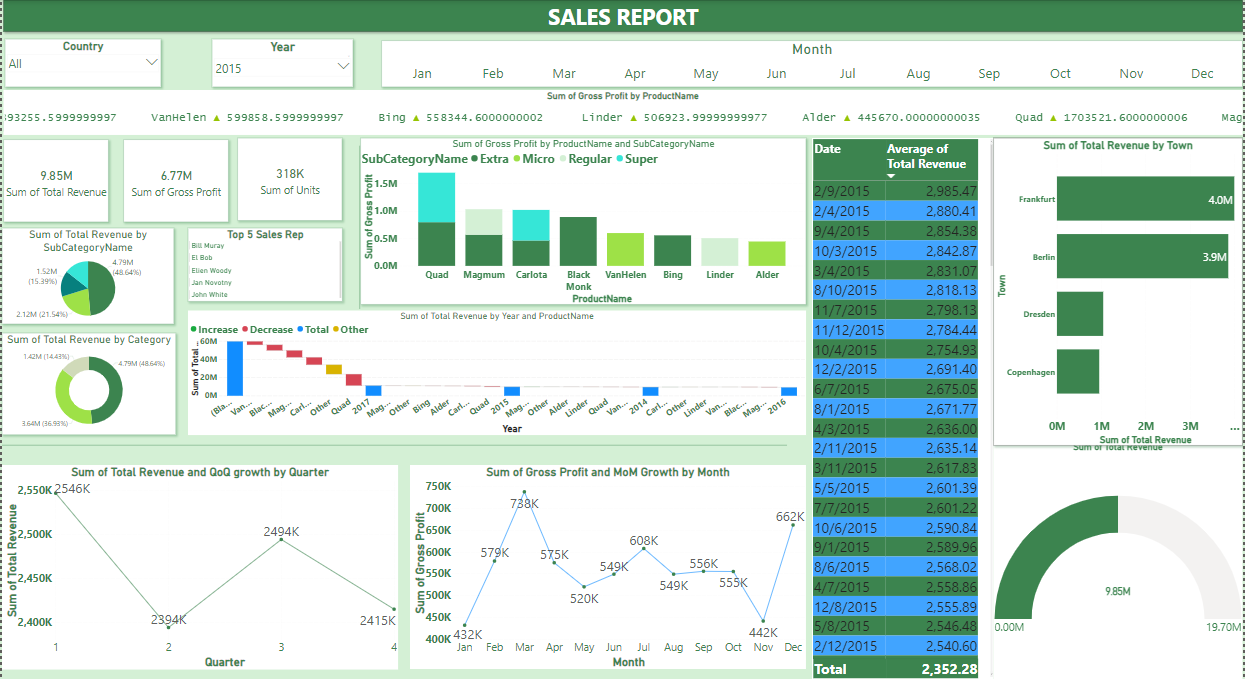 SALES REPORT
Country
All
Year
2015
Month
Jan Feb Mar Apr May Jun Jul Aug Sep Oct Nov Dec
Sum of Gross Profit by ProductName
93255.5999999997 VanHelen ▲ 599858.5999999997 Bing ▲ 558344.6000000002 Linder ▲ 506923.99999999977 Alder ▲ 445670.00000000035 Quad ▲ 1703521.6000000006 Mag
9.85M
Sum of Total Revenue
6.77M
Sum of Gross Profit
318K
Sum of Units
Sum of Total Revenue by
SubCategoryName
4.79M
(48.64%)
1.52M
(15.39%)
2.12M (21.54%)
Top 5 Sales Rep
Bill Muray
El Bob
Ellen Woody
Jan Novotny
John White
Sum of Total Revenue by Category
1.42M (14.43%)
4.79M (48.64%)
3.64M (36.93%)
Sum of Gross Profit by ProductName and SubCategoryName
SubCategoryName Extra Micro Regular Super
Sum of Gross Profit
1.5M
1.0M
0.5M
0.0M
Quad Magmum Carlota Black Monk VanHelen Bing Linder Alder
ProductName
Sum of Total Revenue by Year and ProductName
Increase Decrease Total Other
Sum of Total ...
60M
40M
20M
0M
(Bla... Van... Blac... Mag... Carl... Other Quad 2017 Mag... Other Bing Alder Carl... Quad 2015 Mag... Other Alder Linder Quad Van... 2014 Carl... Other Linder Van... Blac... Mag... 2016
Year
Date Average of Total Revenue
2/9/2015 2,985.47
2/4/2015 2,880.41
9/4/2015 2,854.38
10/3/2015 2,842.87
3/4/2015 2,831.07
8/10/2015 2,818.13
11/7/2015 2,798.13
11/12/2015 2,784.44
10/4/2015 2,754.93
12/2/2015 2,691.40
6/7/2015 2,675.05
8/1/2015 2,671.77
4/3/2015 2,636.00
2/11/2015 2,635.14
3/11/2015 2,617.83
5/5/2015 2,601.39
7/7/2015 2,601.22
10/6/2015 2,590.84
9/1/2015 2,589.96
8/6/2015 2,568.02
4/7/2015 2,558.86
12/8/2015 2,555.89
5/8/2015 2,546.48
2/12/2015 2,540.60
Total 2,352.28
Sum of Total Revenue by Town
Town
Frankfurt 4.0M
Berlin 3.9M
Dresden
Copenhagen
0M 1M 2M 3M ...
Sum of Total Revenue
Sum of Total Revenue
9.85M
0.00M
19.70M
Sum of Total Revenue and QoQ growth by Quarter
Sum of Total Revenue
2,550K
2,500K
2,450K
2,400K
2546K
2394K
2494K
2415K
1 2 3 4
Quarter
Sum of Gross Profit and MoM Growth by Month
Sum of Gross Profit
750K
700K
650K
600K
550K
500K
450K
400K
432K
579K
738K
575K
520K
549K
608K
549K
556K
555K
442K
662K
Jan Feb Mar Apr May Jun Jul Aug Sep Oct Nov Dec
Month